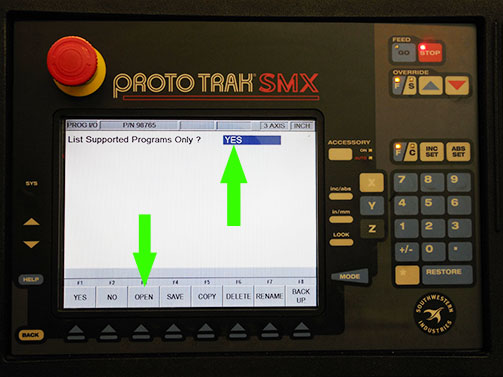 PROTOTRAK SMX
FEED
GO
STOP
OVERRIDE
F
S
PROG I/O
P/N 98765
3 AXIS
INCH
List Supported Programs Only ?
YES
ACCESSORY
ON
AUTO
F
C
INC SET
ABS SET
SYS
inc/abs
in/mm
LOOK
X
Y
Z
7
8
9
4
5
6
1
2
3
+/-
0
.
RESTORE
HELP
MODE
F1
F2
F4
F5
F6
F7
F8
YES
NO
OPEN
SAVE
COPY
DELETE
RENAME
BACK
UP
BACK
SOUTHWESTERN
INDUSTRIES